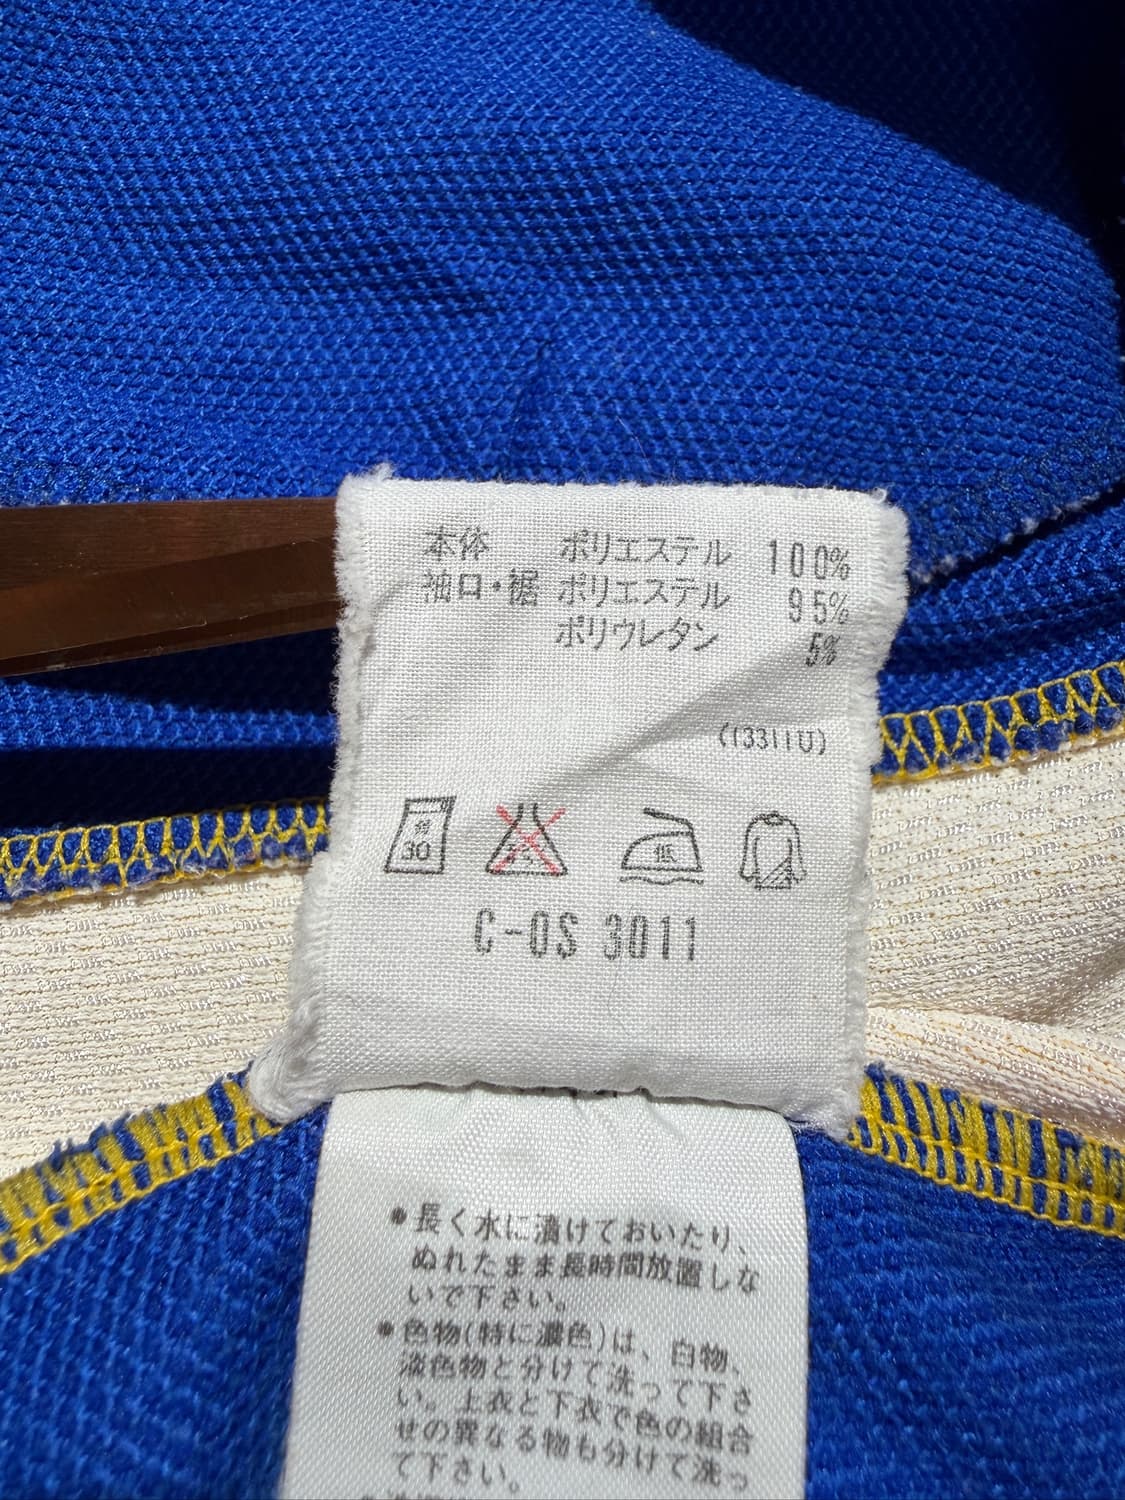 本体 ポリエステル 100%
袖口・裾 ポリエステル 95%
ポリウレタン 5%
(13311U)
30 低
C-OS 3011
●長く水に漬けておいたり、
ぬれたまま長時間放置しな
いで下さい。
●色物(特に濃色)は、白物、
淡色物と分けて洗って下さ
い。上衣と下衣で色の組合
せの異なる物も分けて洗っ
て下さい。